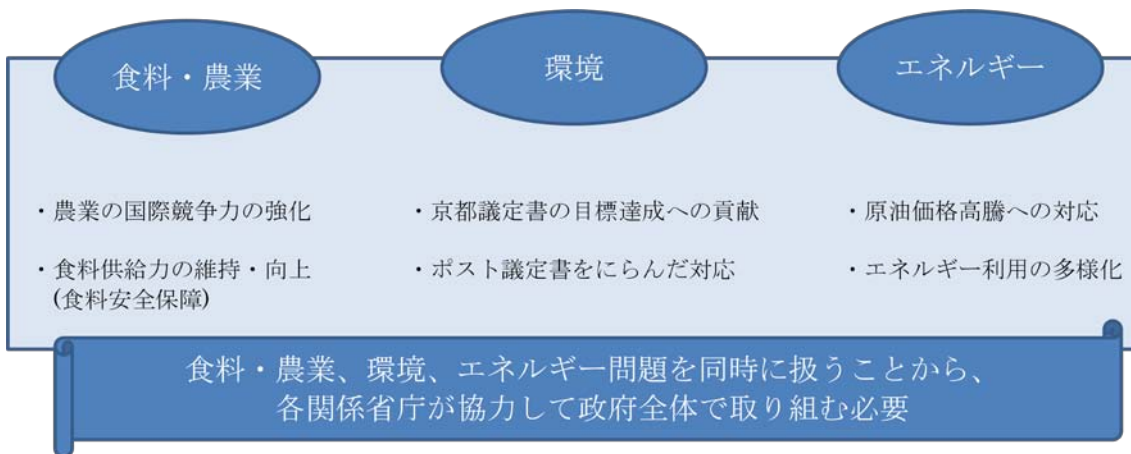 食料・農業
環境
エネルギー
・農業の国際競争力の強化
・食料供給力の維持・向上
(食料安全保障)
・京都議定書の目標達成への貢献
・ポスト議定書をにらんだ対応
・原油価格高騰への対応
・エネルギー利用の多様化
食料・農業、環境、エネルギー問題を同時に扱うことから、
各関係省庁が協力して政府全体で取り組む必要